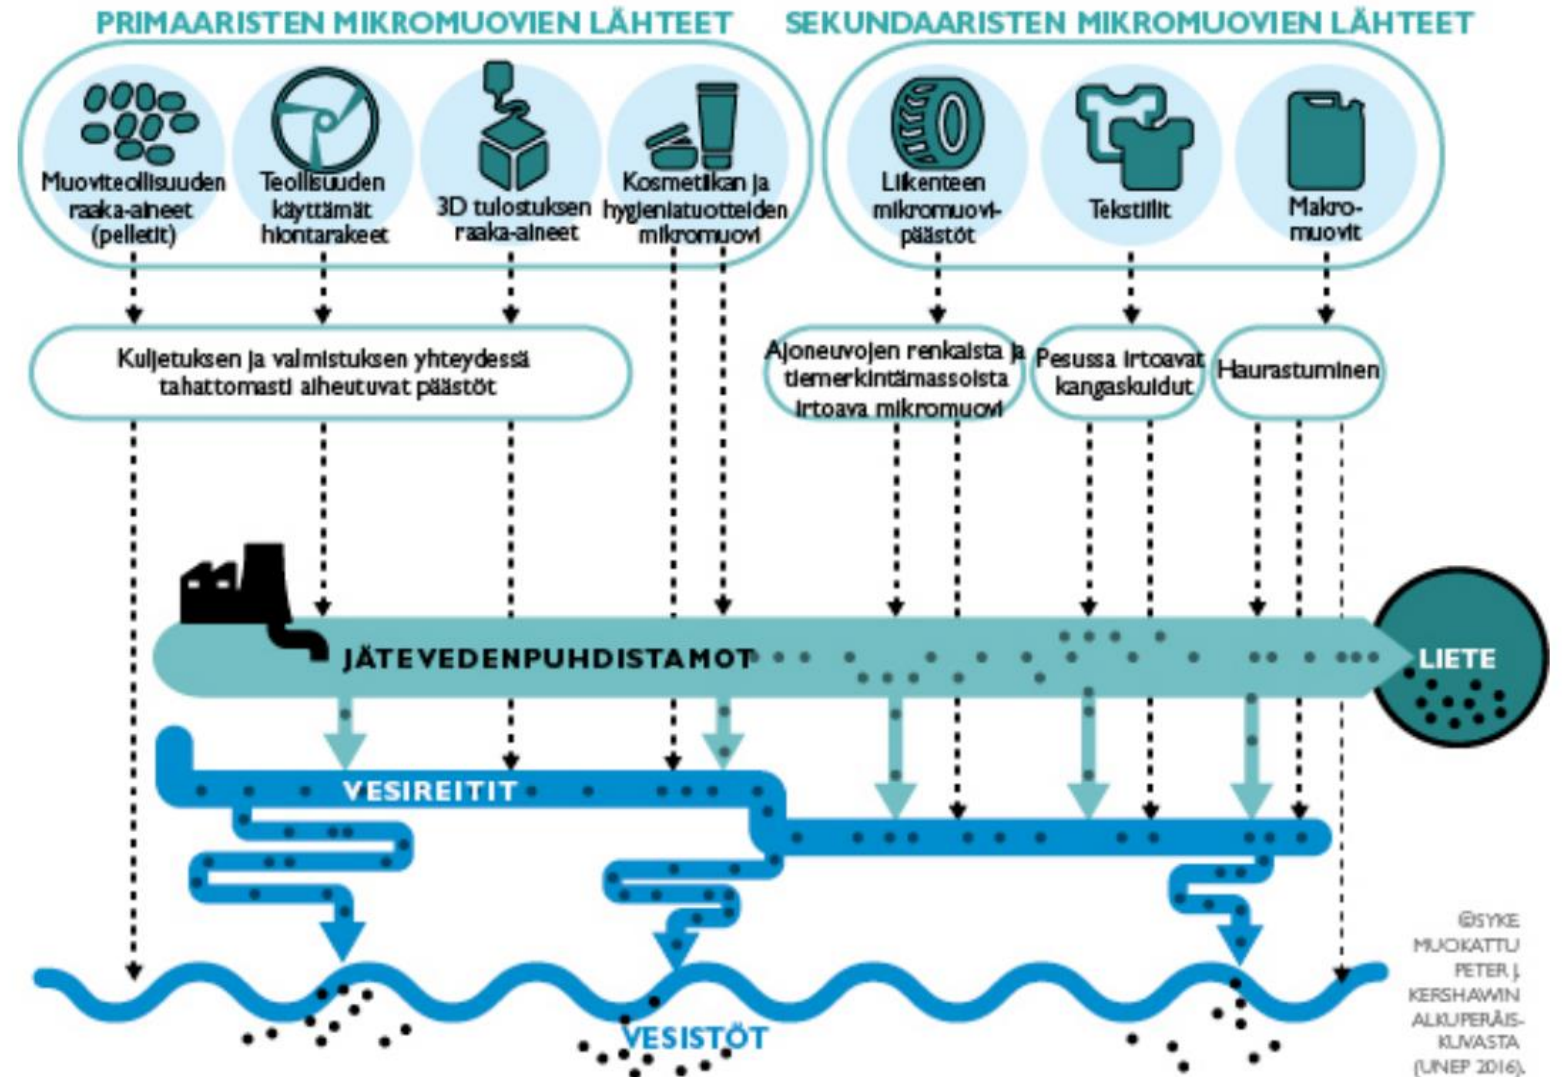 PRIMAARISTEN MIKROMUOVIEN LÄHTEET
SEKUNDAARISTEN MIKROMUOVIEN LÄHTEET
Muoviteollisuuden
raaka-aineet
(pelletit)
Teollisuuden
käyttämät
hiontarakeet
3D tulostuksen
raaka-aineet
Kosmetiikan ja
hygieniatuotteiden
mikromuovi
Liikenteen
mikromuovi-
päästöt
Tekstiilit
Makro-
muovit
Kuljetuksen ja valmistuksen yhteydessä
tahattomasti aiheutuvat päästöt
Ajoneuvojen renkaista ja
tiemerkintämassoista
irtoava mikromuovi
Pesussa irtoavat
kangaskuidut
Haurastuminen
JÄTEVEDENPUHDISTAMOT
LIETE
VESIREITIT
VESISTÖT
©SYKE
MUOKATTU
PETER J.
KERSHAWIN
ALKUPERÄIS-
KUVASTA
(UNEP 2016).